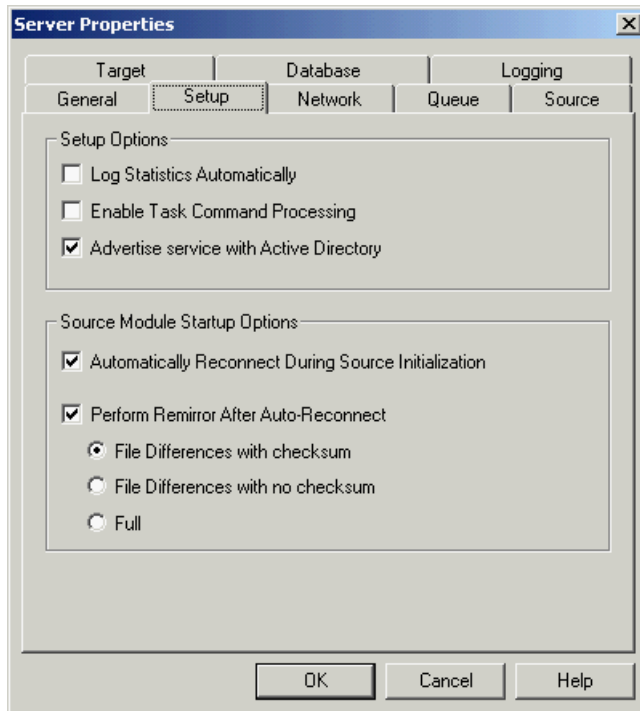 Server Properties
Target Database Logging
General Setup Network Queue Source
Setup Options
Log Statistics Automatically
Enable Task Command Processing
Advertise service with Active Directory
Source Module Startup Options
Automatically Reconnect During Source Initialization
Perform Remirror After Auto-Reconnect
File Differences with checksum
File Differences with no checksum
Full
OK Cancel Help